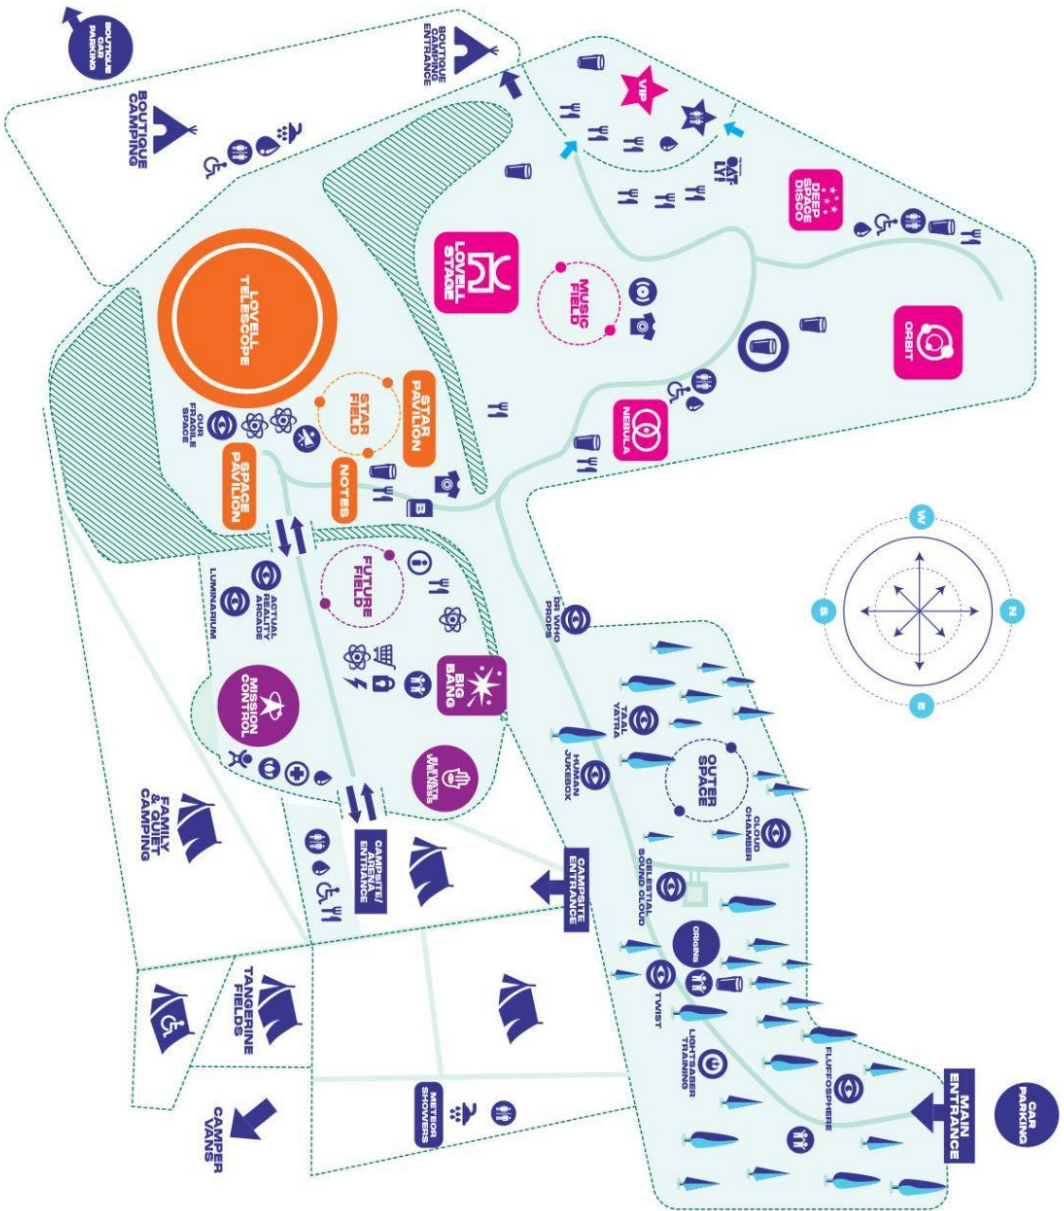 CAR
PARKING
MAIN
ENTRANCE
N
W
E
S
ORBIT
DEEP
SPACE
DISCO
FLUFFOSPHERE
CLOUD
CHAMBER
OUTER
SPACE
OAT
LY
VIP
NEBULA
ORIGINS
LIGHTSABER
TRAINING
TWIST
CELESTIAL
SOUND CLOUD
TAAL
YATRA
HUMAN
JUKEBOX
DR WHO
PROPS
MUSIC
FIELD
CAMPSITE
ENTRANCE
LOVELL
STAGE
BOUTIQUE
CAMPING
ENTRANCE
BIG
BANG
B
STAR
PAVILION
ELEVATE
WELNESS
METEOR
SHOWERS
STAR
FIELD
NOTES
FUTURE
FIELD
CAMPSITE/
ARENA
ENTRANCE
LOVELL
TELESCOPE
SPACE
PAVILION
OUR
FRAGILE
SPACE
ACTUAL
REALITY
ARCADE
LUMINARIUM
MISSION
CONTROL
TANGERINE
FIELDS
CAMPER
VANS
FAMILY
& QUIET
CAMPING
BOUTIQUE
CAMPING
BOUTIQUE
CAR
PARKING